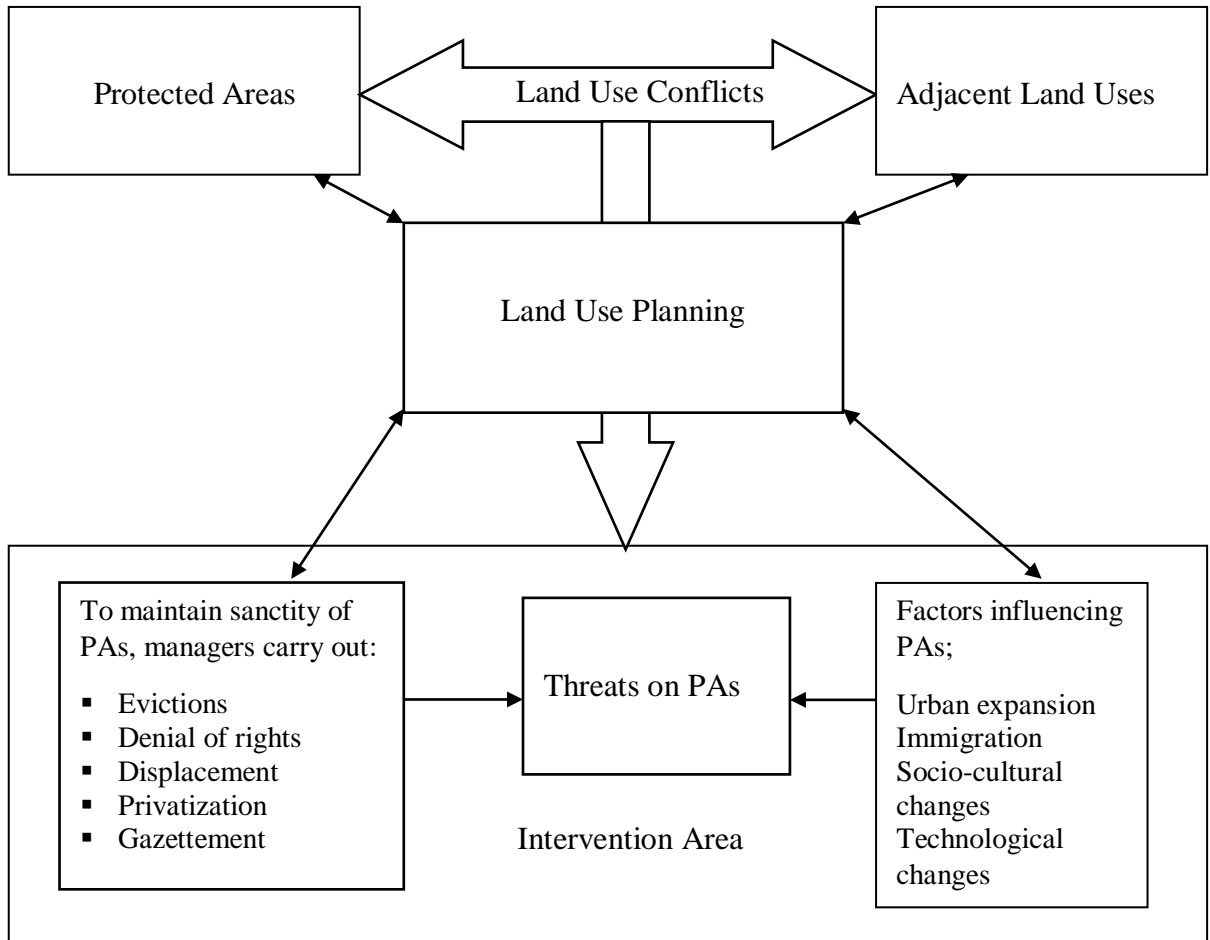 Protected Areas
Land Use Conflicts
Adjacent Land Uses
Land Use Planning
To maintain sanctity of
PAs, managers carry out:
▪ Evictions
▪ Denial of rights
▪ Displacement
▪ Privatization
▪ Gazettement
Threats on PAs
Intervention Area
Factors influencing
PAs;
Urban expansion
Immigration
Socio-cultural
changes
Technological
changes